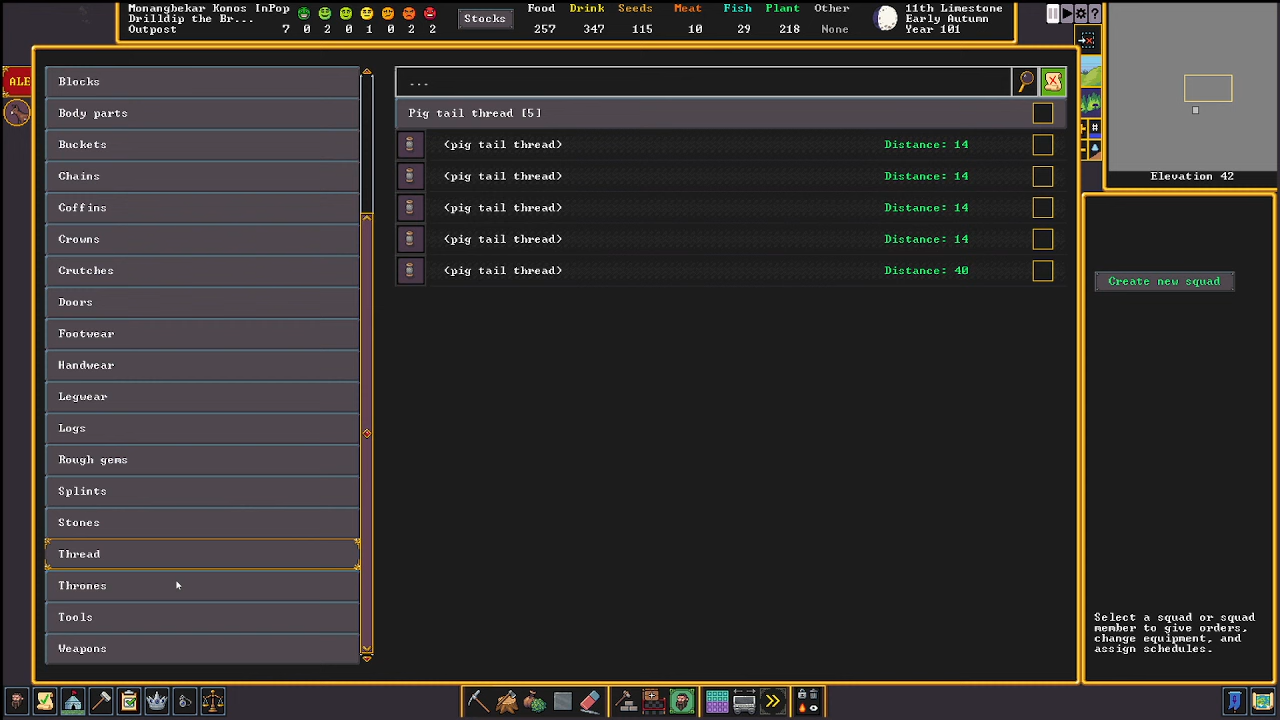 Monangbekar Konos InPop
Drilldip the Br...
Outpost
7 0 2 0 1 0 2 2
Stocks
Food Drink Seeds Meat Fish Plant Other
257 347 115 10 29 218 None
11th Limestone
Early Autumn
Year 101
ALE
Blocks
Body parts
Buckets
Chains
Coffins
Crowns
Crutches
Doors
Footwear
Handwear
Legwear
Logs
Rough gems
Splints
Stones
Thread
Thrones
Tools
Weapons
...
Pig tail thread [5]
<pig tail thread> Distance: 14
<pig tail thread> Distance: 14
<pig tail thread> Distance: 14
<pig tail thread> Distance: 14
<pig tail thread> Distance: 40
?
#
Elevation 42
Create new squad
Select a squad or squad
member to give orders,
change equipment, and
assign schedules.